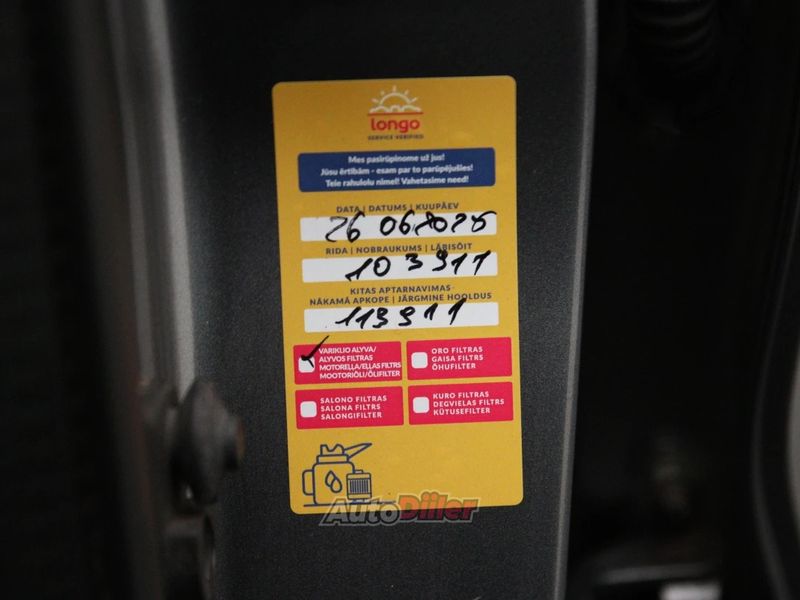 longo
SERVICE VERIFIED
Mes pasirūpinome už jus!
Jūsu ērtībām - esam par to parūpējušies!
Teie rahulolu nimel! Vahetasime need!
DATA | DATUMS | KUUPÄEV
26 06 2025
RIDA | NOBRAUKUMS | LÄBISÕIT
103911
KITAS APTARNAVIMAS
NĀKAMĀ APKOPE | JÄRGMINE HOOLDUS
113911
VARIKLIO ALYVA/
ALYVOS FILTRAS
MOTOREĻĻA/EĻĻAS FILTRS
MOOTORIÕLI/ÕLIFILTER
ORO FILTRAS
GAISA FILTRS
ÕHUFILTER
SALONO FILTRAS
SALONA FILTRS
SALONGIFILTER
KURO FILTRAS
DEGVIELAS FILTRS
KÜTUSEFILTER
AutoDiiler